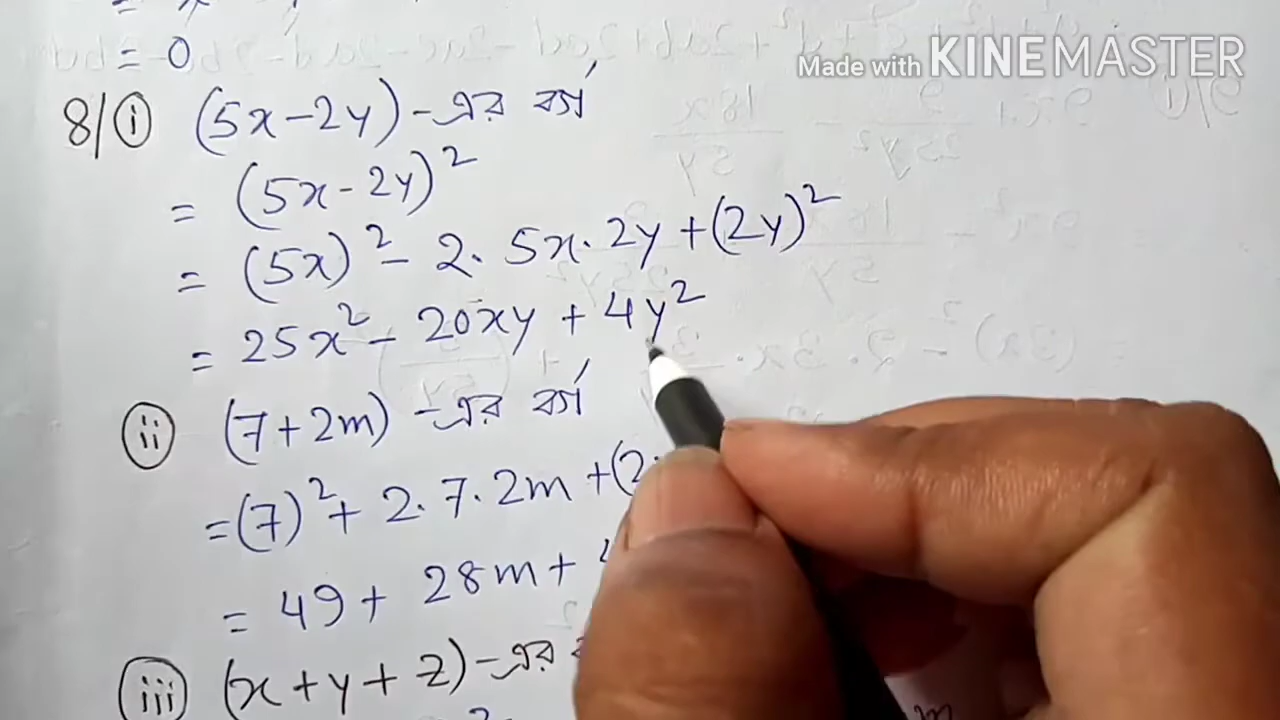 = 0
Made with KINEMASTER
8/(i) (5x-2y) -এর বর্গ
= (5x-2y)²
= (5x)² - 2. 5x. 2y + (2y)²
= 25x² - 20xy + 4y²
(ii) (7+2m) -এর বর্গ
= (7)² + 2. 7. 2m + (2
= 49 + 28m +
(iii) (x+y+z) -এর